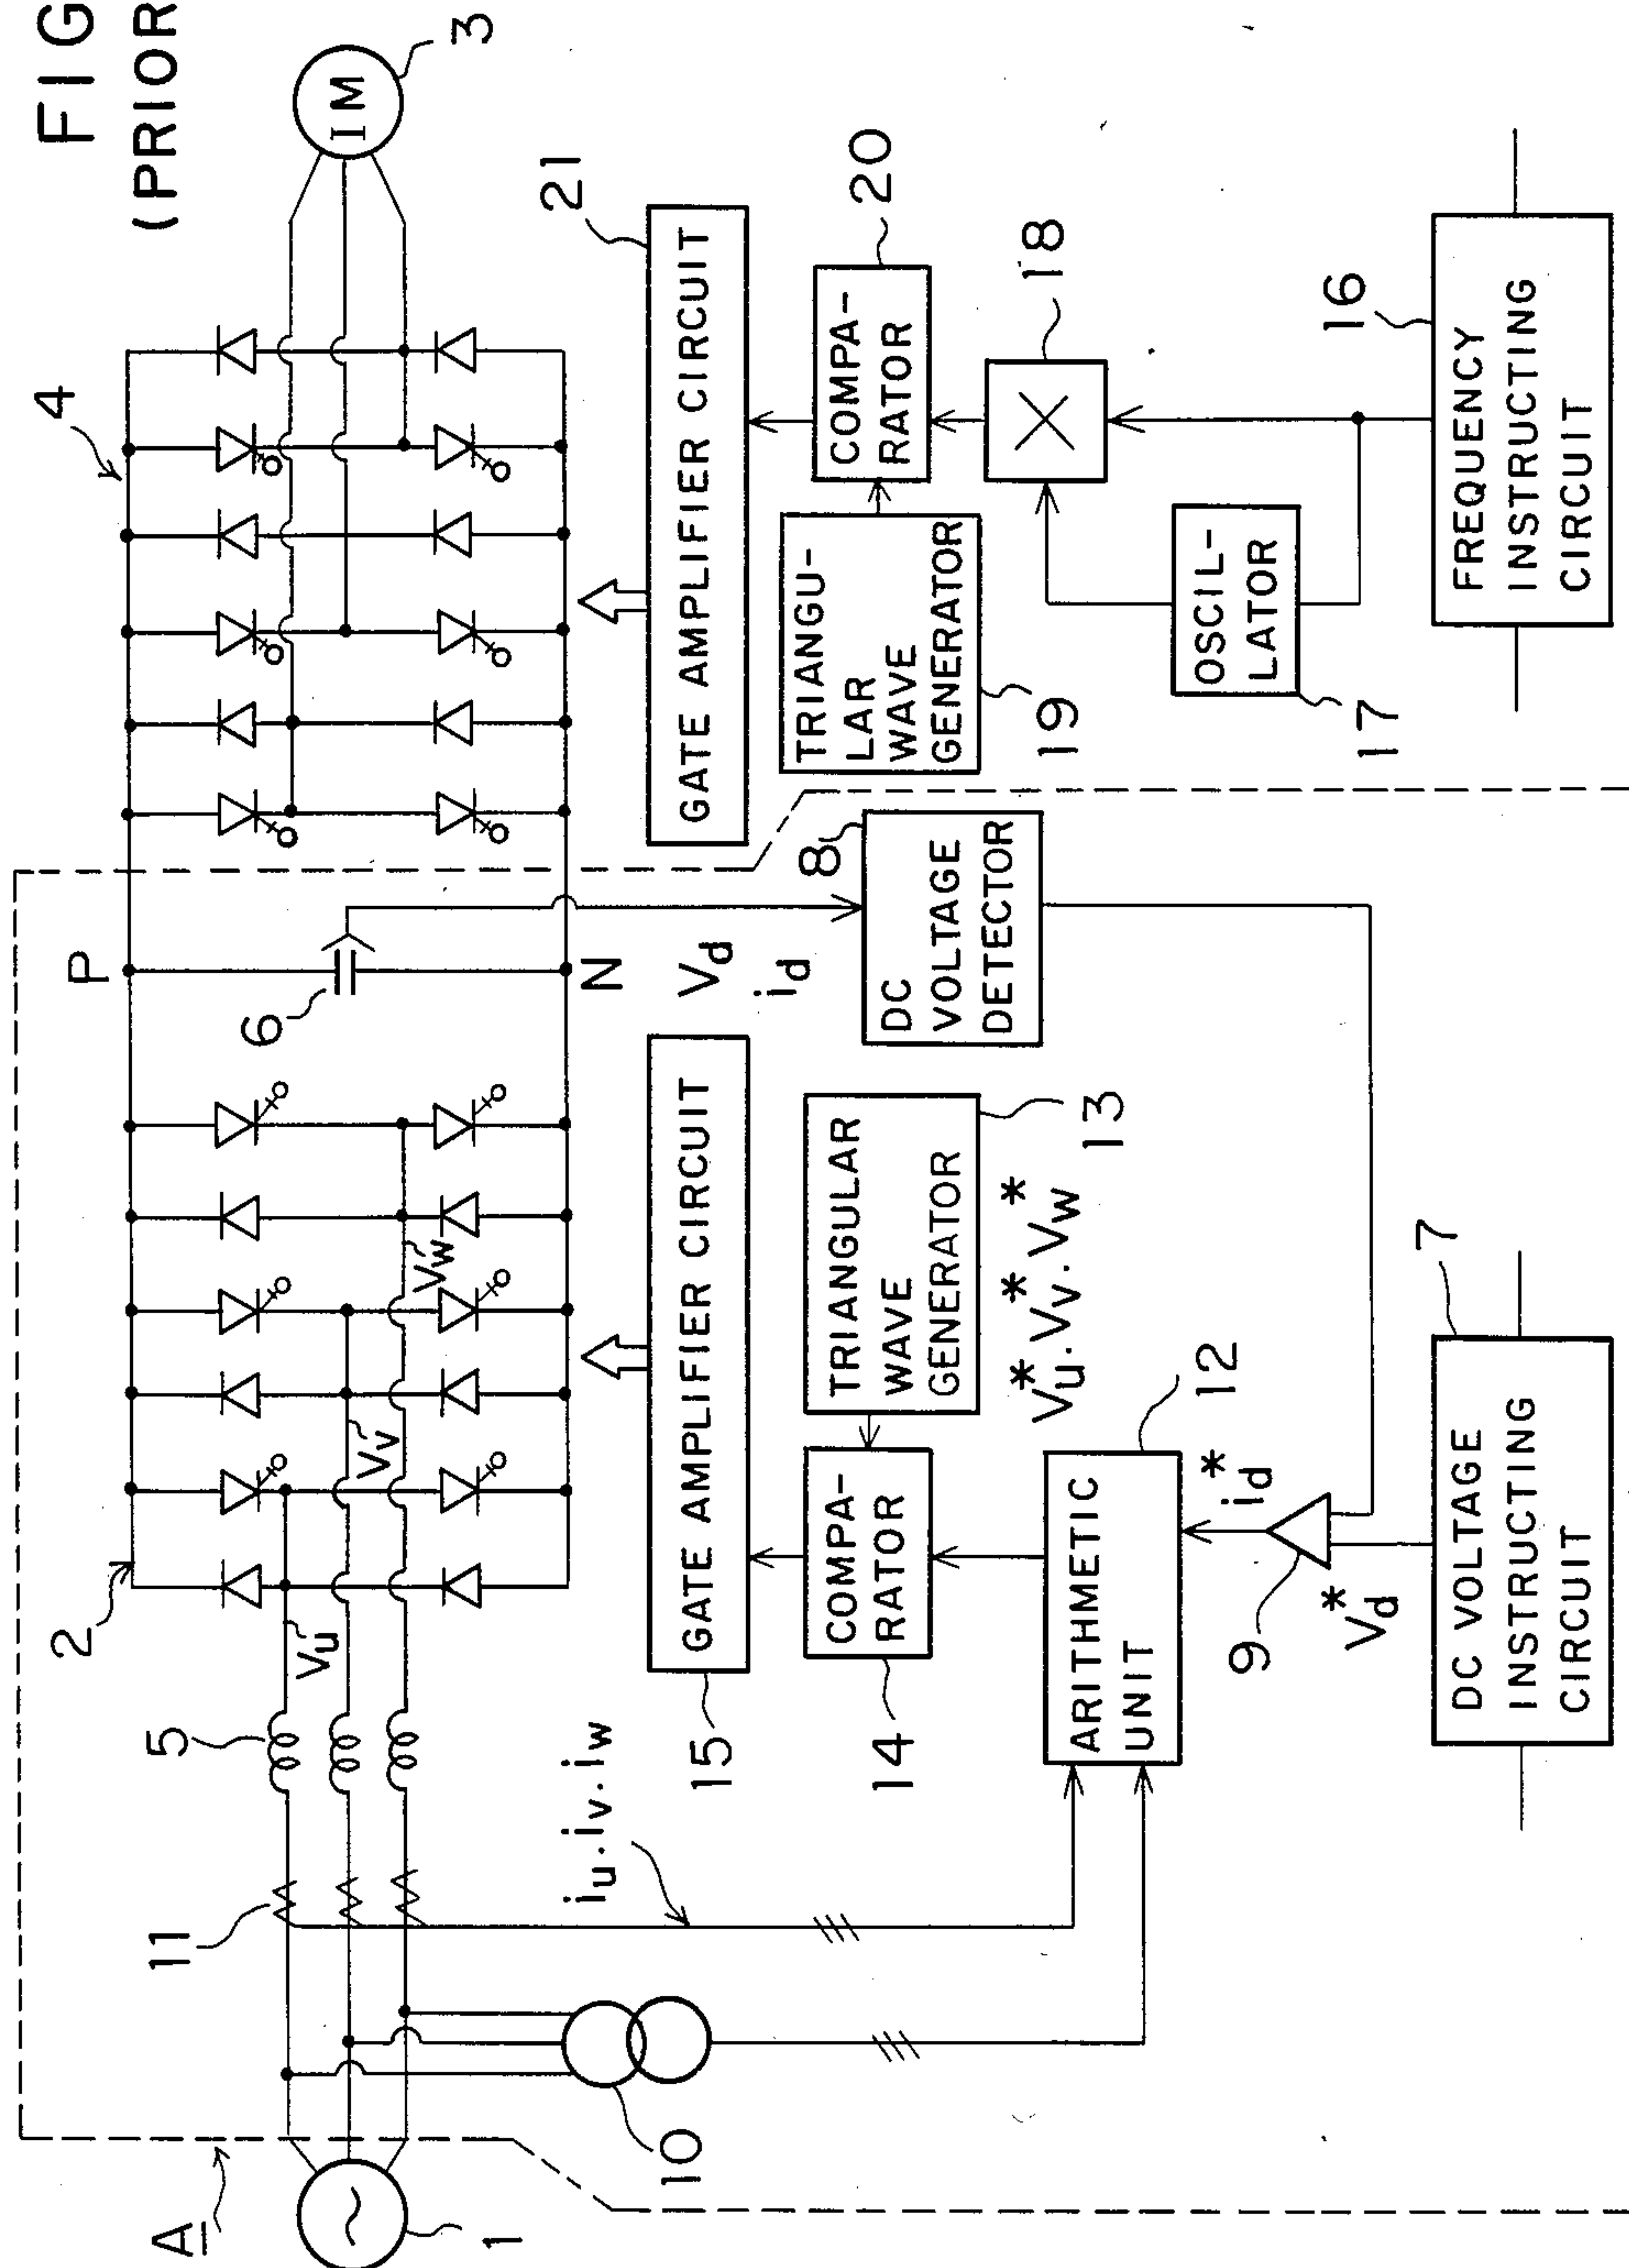 FIG
(PRIOR
A
1
2
P
4
3
IM
11
5
Vu
Vv
Vw
6
N
10
iu.iv.iw
15
GATE AMPLIFIER CIRCUIT
Vd
id
21
GATE AMPLIFIER CIRCUIT
14
COMPA-
RATOR
TRIANGULAR
WAVE
GENERATOR
13
8
DC
VOLTAGE
DETECTOR
TRIANGU-
LAR
WAVE
GENERATOR
19
COMPA-
RATOR
20
ARITHMETIC
UNIT
12
Vu*.Vv*.Vw*
18
×
id*
9
Vd*
OSCIL-
LATOR
17
DC VOLTAGE
INSTRUCTING
CIRCUIT
7
FREQUENCY
INSTRUCTING
CIRCUIT
16